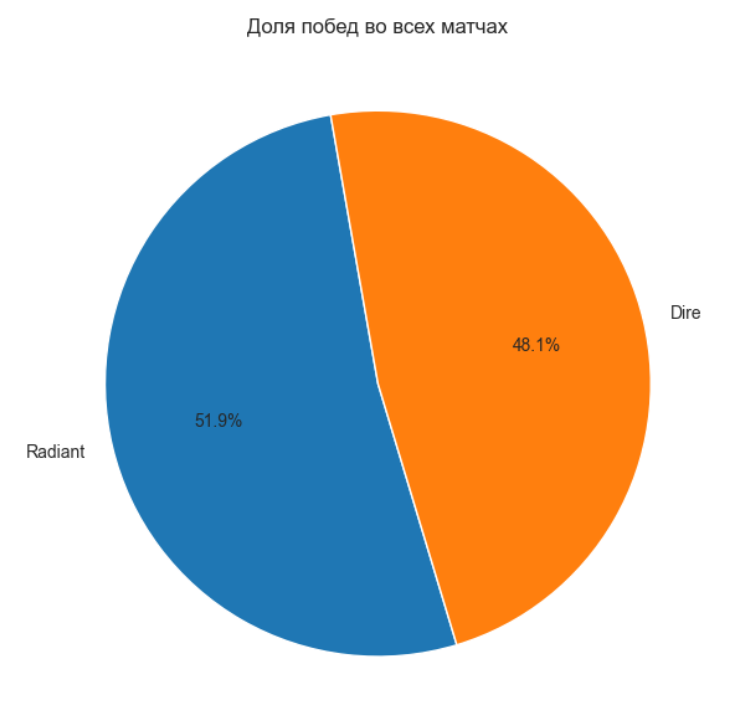 Доля побед во всех матчах
Dire
48.1%
51.9%
Radiant